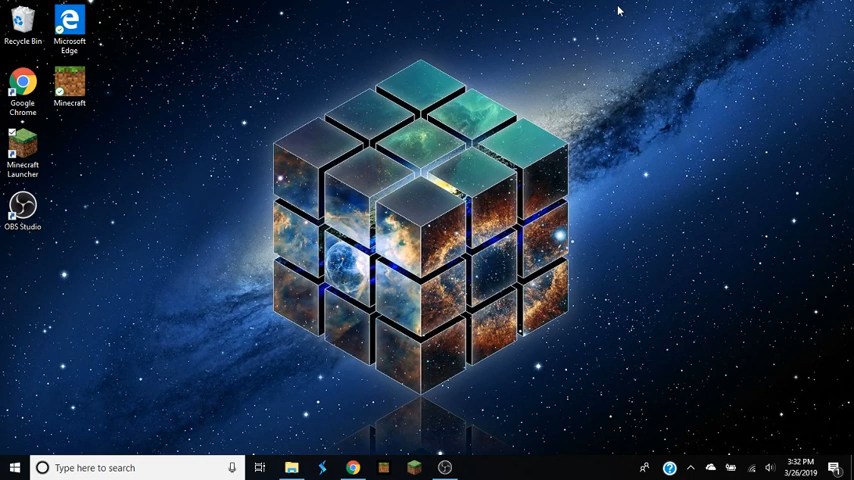 Recycle Bin
Microsoft
Edge
Google
Chrome
Minecraft
Minecraft
Launcher
OBS Studio
Type here to search
3:32 PM
3/26/2019
1